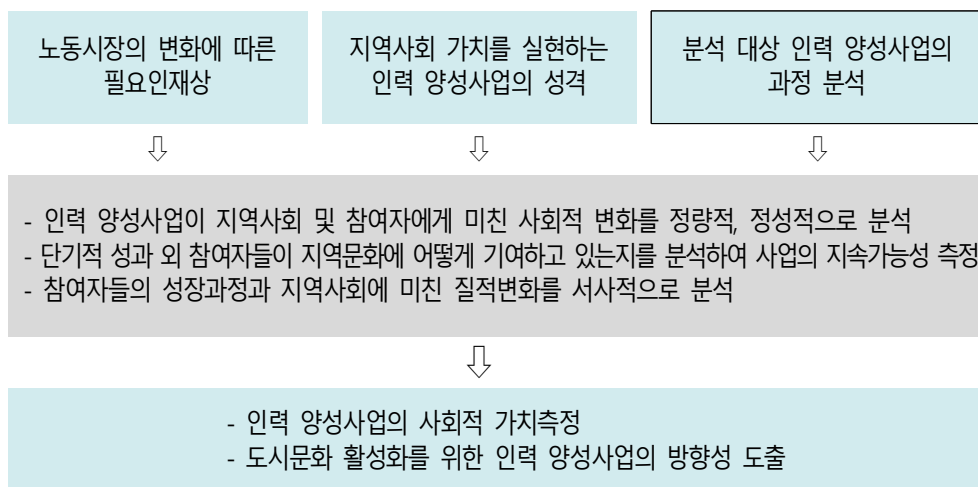 노동시장의 변화에 따른
필요인재상
지역사회 가치를 실현하는
인력 양성사업의 성격
분석 대상 인력 양성사업의
과정 분석
- 인력 양성사업이 지역사회 및 참여자에게 미친 사회적 변화를 정량적, 정성적으로 분석
- 단기적 성과 외 참여자들이 지역문화에 어떻게 기여하고 있는지를 분석하여 사업의 지속가능성 측정
- 참여자들의 성장과정과 지역사회에 미친 질적변화를 서사적으로 분석
- 인력 양성사업의 사회적 가치측정
- 도시문화 활성화를 위한 인력 양성사업의 방향성 도출